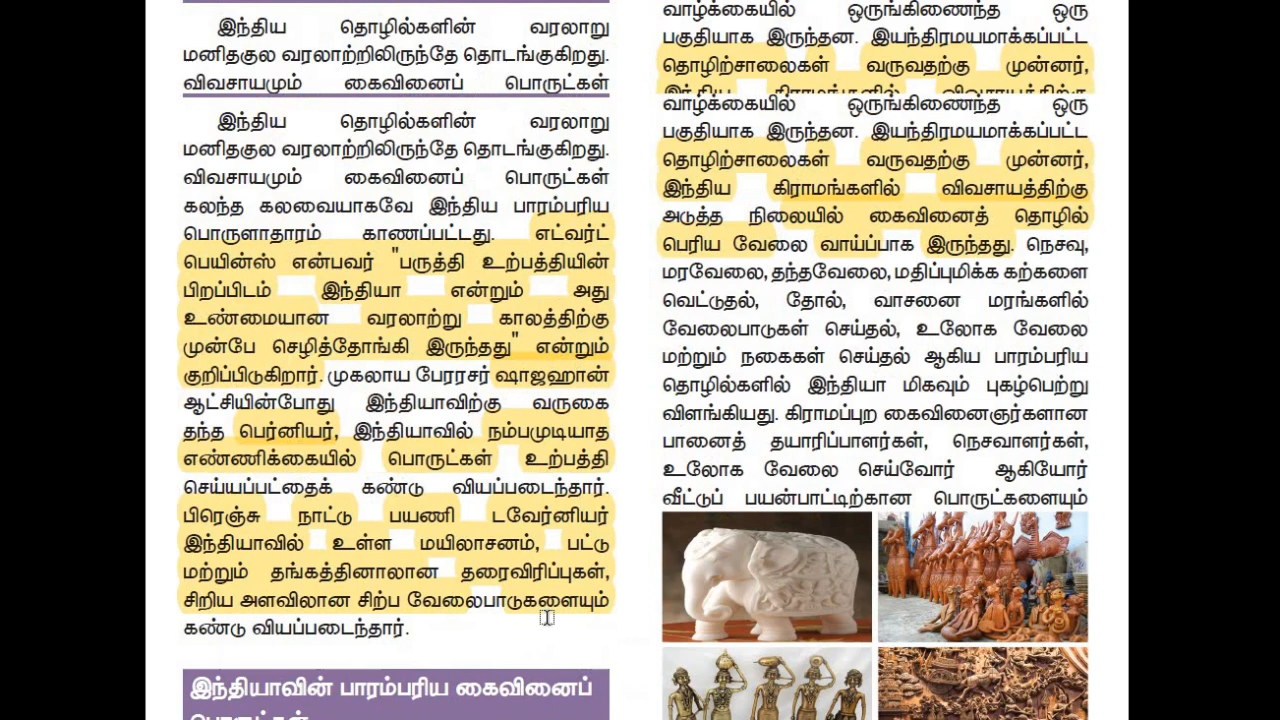 இந்திய தொழில்களின் வரலாறு
மனிதகுல வரலாற்றிலிருந்தே தொடங்குகிறது.
விவசாயமும் கைவினைப் பொருட்கள்
இந்திய தொழில்களின் வரலாறு
மனிதகுல வரலாற்றிலிருந்தே தொடங்குகிறது.
விவசாயமும் கைவினைப் பொருட்கள்
கலந்த கலவையாகவே இந்திய பாரம்பரிய
பொருளாதாரம் காணப்பட்டது. எட்வர்ட்
பெயின்ஸ் என்பவர் "பருத்தி உற்பத்தியின்
பிறப்பிடம் இந்தியா என்றும் அது
உண்மையான வரலாற்று காலத்திற்கு
முன்பே செழித்தோங்கி இருந்தது" என்றும்
குறிப்பிடுகிறார். முகலாய பேரரசர் ஷாஜஹான்
ஆட்சியின்போது இந்தியாவிற்கு வருகை
தந்த பெர்னியர், இந்தியாவில் நம்பமுடியாத
எண்ணிக்கையில் பொருட்கள் உற்பத்தி
செய்யப்பட்தைக் கண்டு வியப்படைந்தார்.
பிரெஞ்சு நாட்டு பயணி டவேர்னியர்
இந்தியாவில் உள்ள மயிலாசனம், பட்டு
மற்றும் தங்கத்தினாலான தரைவிரிப்புகள்,
சிறிய அளவிலான சிற்ப வேலைபாடுகளையும்
கண்டு வியப்படைந்தார்.
இந்தியாவின் பாரம்பரிய கைவினைப்
பொருட்கள்
வாழ்க்கையில் ஒருங்கிணைந்த ஒரு
பகுதியாக இருந்தன. இயந்திரமயமாக்கப்பட்ட
தொழிற்சாலைகள் வருவதற்கு முன்னர்,
இந்திய கிராமங்களில் விவசாயத்திற்கு
வாழ்க்கையில் ஒருங்கிணைந்த ஒரு
பகுதியாக இருந்தன. இயந்திரமயமாக்கப்பட்ட
தொழிற்சாலைகள் வருவதற்கு முன்னர்,
இந்திய கிராமங்களில் விவசாயத்திற்கு
அடுத்த நிலையில் கைவினைத் தொழில்
பெரிய வேலை வாய்ப்பாக இருந்தது. நெசவு,
மரவேலை, தந்தவேலை, மதிப்புமிக்க கற்களை
வெட்டுதல், தோல், வாசனை மரங்களில்
வேலைபாடுகள் செய்தல், உலோக வேலை
மற்றும் நகைகள் செய்தல் ஆகிய பாரம்பரிய
தொழில்களில் இந்தியா மிகவும் புகழ்பெற்று
விளங்கியது. கிராமப்புற கைவினைஞர்களான
பானைத் தயாரிப்பாளர்கள், நெசவாளர்கள்,
உலோக வேலை செய்வோர் ஆகியோர்
வீட்டுப் பயன்பாட்டிற்கான பொருட்களையும்